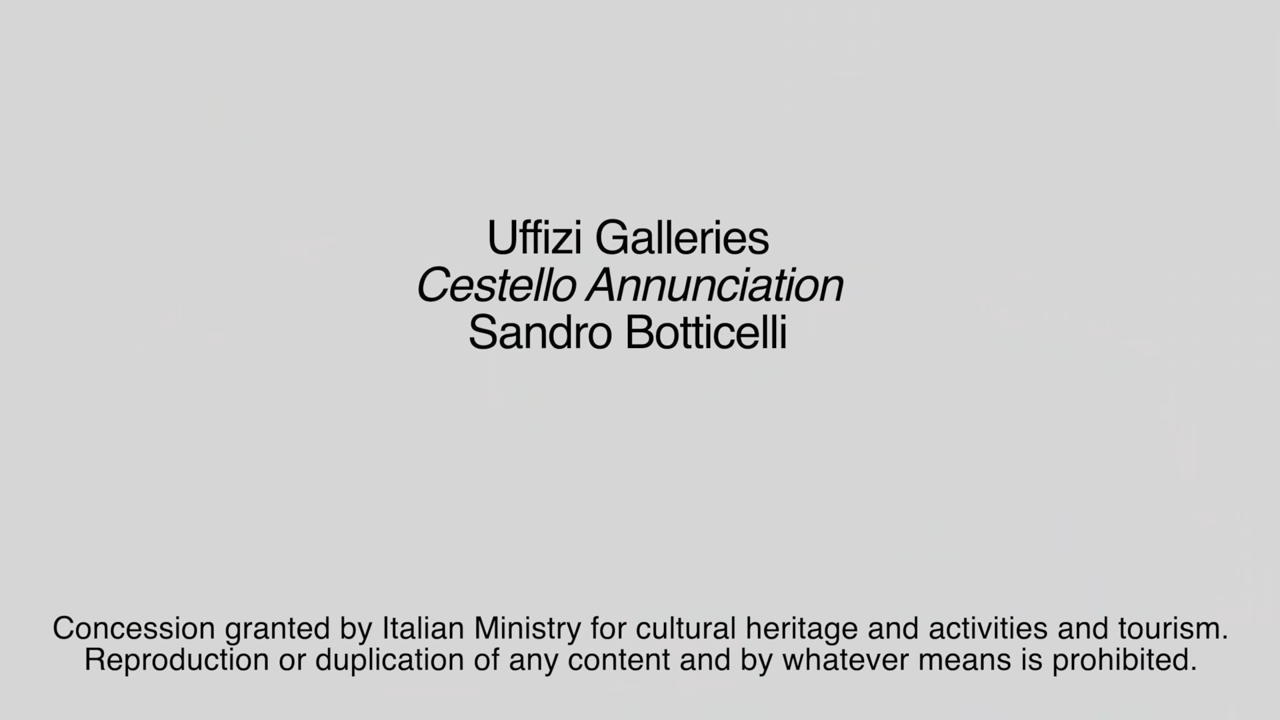 Uffizi Galleries
Cestello Annunciation
Sandro Botticelli
Concession granted by Italian Ministry for cultural heritage and activities and tourism.
Reproduction or duplication of any content and by whatever means is prohibited.